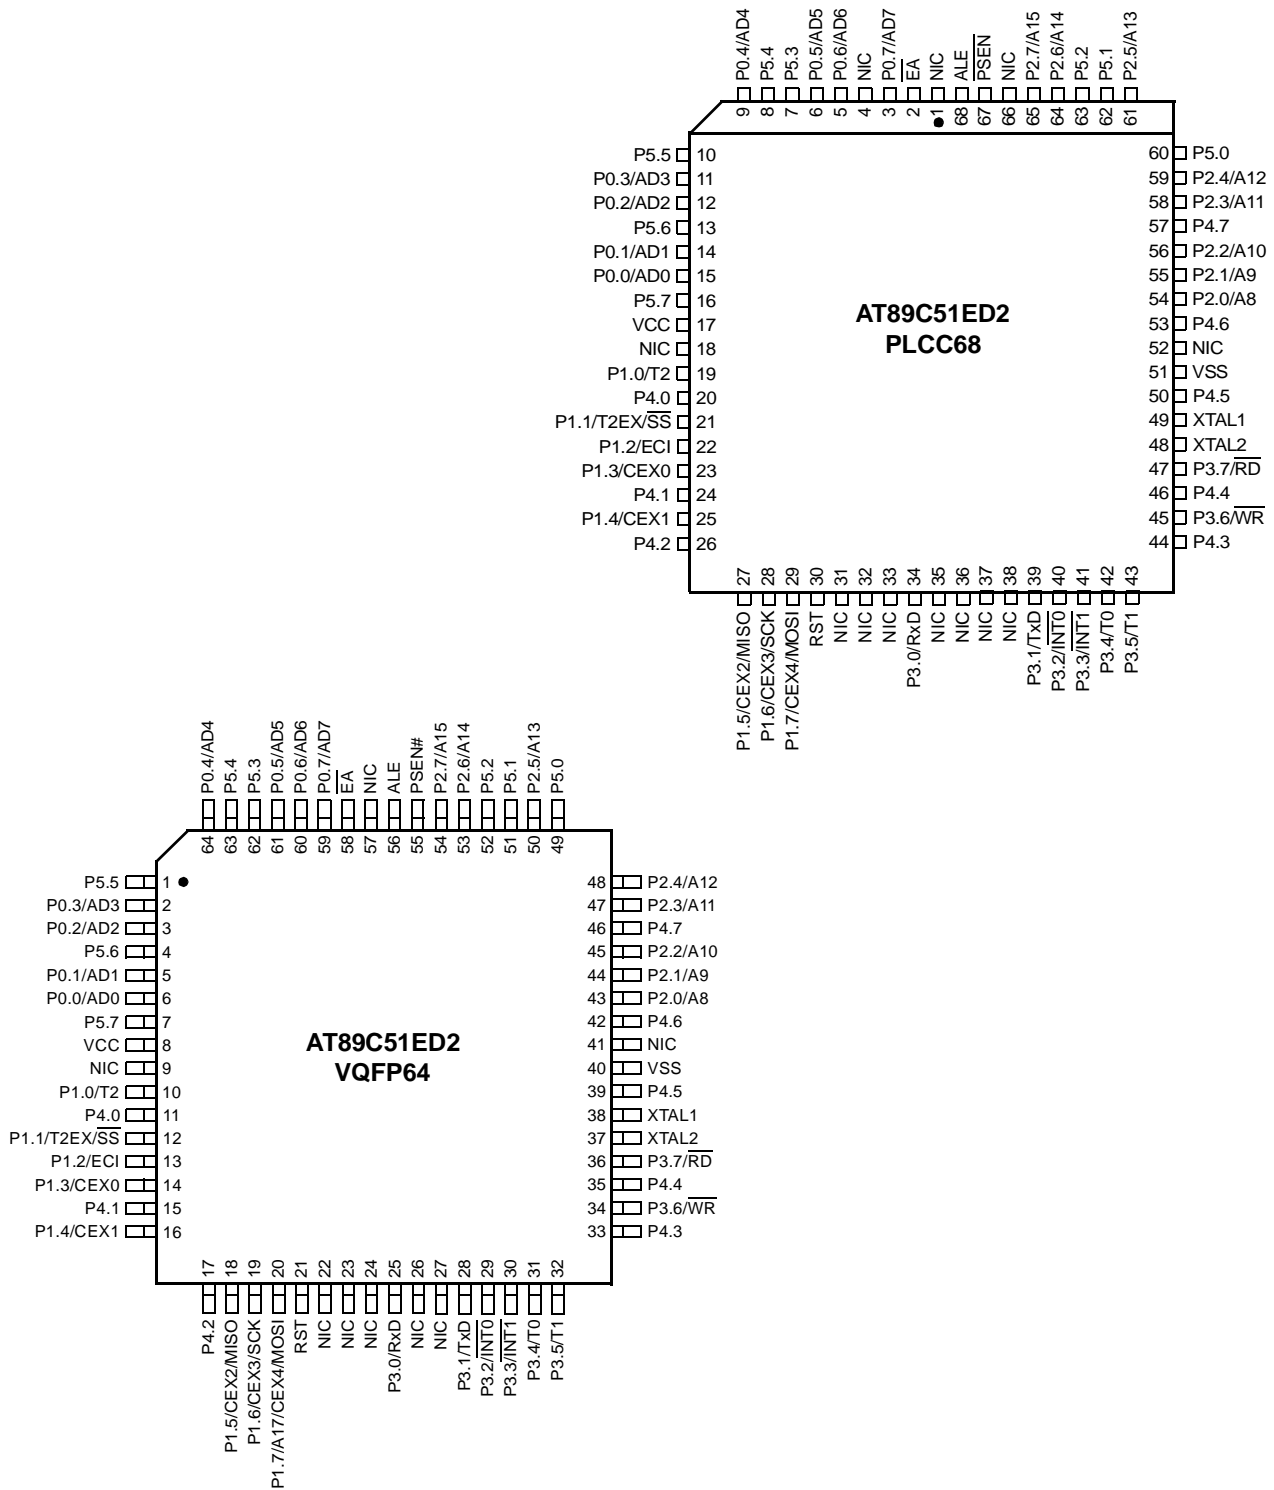 P0.4/AD4
P5.4
P5.3
P0.5/AD5
P0.6/AD6
NIC
P0.7/AD7
EA
NIC
ALE
PSEN
NIC
P2.7/A15
P2.6/A14
P5.2
P5.1
P2.5/A13
9 8 7 6 5 4 3 2 1 68 67 66 65 64 63 62 61
P5.5 10
P0.3/AD3 11
P0.2/AD2 12
P5.6 13
P0.1/AD1 14
P0.0/AD0 15
P5.7 16
VCC 17
NIC 18
P1.0/T2 19
P4.0 20
P1.1/T2EX/SS 21
P1.2/ECI 22
P1.3/CEX0 23
P4.1 24
P1.4/CEX1 25
P4.2 26
AT89C51ED2
PLCC68
60 P5.0
59 P2.4/A12
58 P2.3/A11
57 P4.7
56 P2.2/A10
55 P2.1/A9
54 P2.0/A8
53 P4.6
52 NIC
51 VSS
50 P4.5
49 XTAL1
48 XTAL2
47 P3.7/RD
46 P4.4
45 P3.6/WR
44 P4.3
27 28 29 30 31 32 33 34 35 36 37 38 39 40 41 42 43
P1.5/CEX2/MISO
P1.6/CEX3/SCK
P1.7/CEX4/MOSI
RST
NIC
NIC
NIC
P3.0/RxD
NIC
NIC
NIC
NIC
P3.1/TxD
P3.2/INT0
P3.3/INT1
P3.4/T0
P3.5/T1
P0.4/AD4
P5.4
P5.3
P0.5/AD5
P0.6/AD6
P0.7/AD7
EA
NIC
ALE
PSEN#
P2.7/A15
P2.6/A14
P5.2
P5.1
P2.5/A13
P5.0
64 63 62 61 60 59 58 57 56 55 54 53 52 51 50 49
P5.5 1
P0.3/AD3 2
P0.2/AD2 3
P5.6 4
P0.1/AD1 5
P0.0/AD0 6
P5.7 7
VCC 8
NIC 9
P1.0/T2 10
P4.0 11
P1.1/T2EX/SS 12
P1.2/ECI 13
P1.3/CEX0 14
P4.1 15
P1.4/CEX1 16
AT89C51ED2
VQFP64
48 P2.4/A12
47 P2.3/A11
46 P4.7
45 P2.2/A10
44 P2.1/A9
43 P2.0/A8
42 P4.6
41 NIC
40 VSS
39 P4.5
38 XTAL1
37 XTAL2
36 P3.7/RD
35 P4.4
34 P3.6/WR
33 P4.3
17 18 19 20 21 22 23 24 25 26 27 28 29 30 31 32
P4.2
P1.5/CEX2/MISO
P1.6/CEX3/SCK
P1.7/A17/CEX4/MOSI
RST
NIC
NIC
NIC
P3.0/RxD
NIC
NIC
P3.1/TxD
P3.2/INT0
P3.3/INT1
P3.4/T0
P3.5/T1